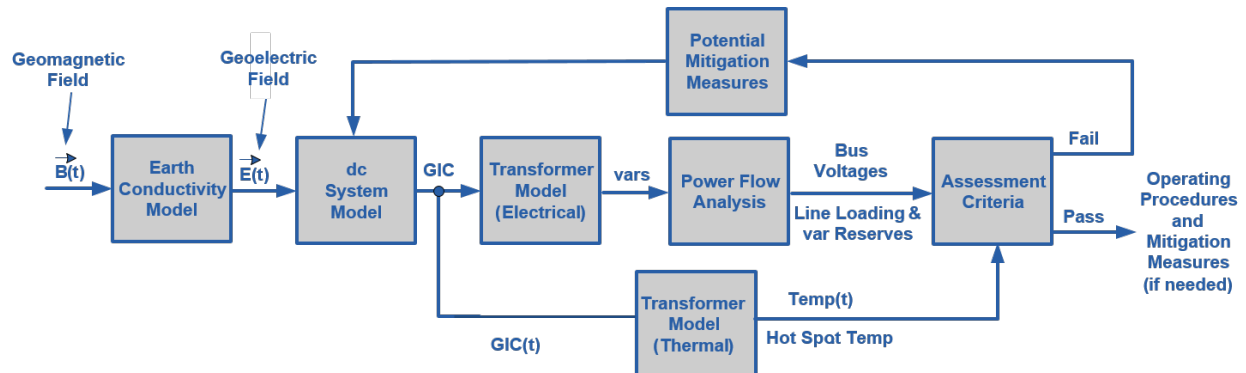 Geomagnetic
Field
Geoelectric
Field
Potential
Mitigation
Measures
B(t)
Earth
Conductivity
Model
E(t)
dc
System
Model
GIC
Transformer
Model
(Electrical)
vars
Power Flow
Analysis
Bus
Voltages
Line Loading &
var Reserves
Assessment
Criteria
Fail
Pass
Operating
Procedures
and
Mitigation
Measures
(if needed)
GIC(t)
Transformer
Model
(Thermal)
Temp(t)
Hot Spot Temp